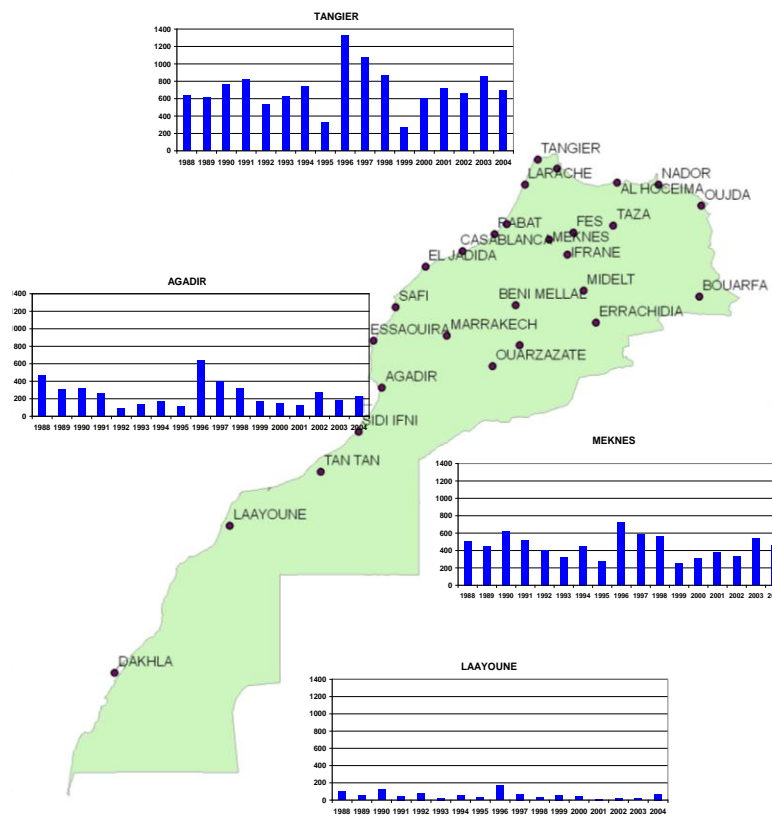 TANGIER
1400
1200
1000
800
600
400
200
0
1988 1989 1990 1991 1992 1993 1994 1995 1996 1997 1998 1999 2000 2001 2002 2003 2004
TANGIER
LARACHE
AL HOCEIMA
NADOR
OUJDA
RABAT
FES
TAZA
CASABLANCA
MEKNES
IFRANE
EL JADIDA
MIDELT
BOUARFA
SAFI
BENI MELLAL
ERRACHIDIA
ESSAOUIRA
MARRAKECH
OUARZAZATE
AGADIR
SIDI IFNI
TAN TAN
LAAYOUNE
DAKHLA
AGADIR
1400
1200
1000
800
600
400
200
0
1988 1989 1990 1991 1992 1993 1994 1995 1996 1997 1998 1999 2000 2001 2002 2003 2004
MEKNES
1400
1200
1000
800
600
400
200
0
1988 1989 1990 1991 1992 1993 1994 1995 1996 1997 1998 1999 2000 2001 2002 2003
LAAYOUNE
1400
1200
1000
800
600
400
200
0
1988 1989 1990 1991 1992 1993 1994 1995 1996 1997 1998 1999 2000 2001 2002 2003 2004